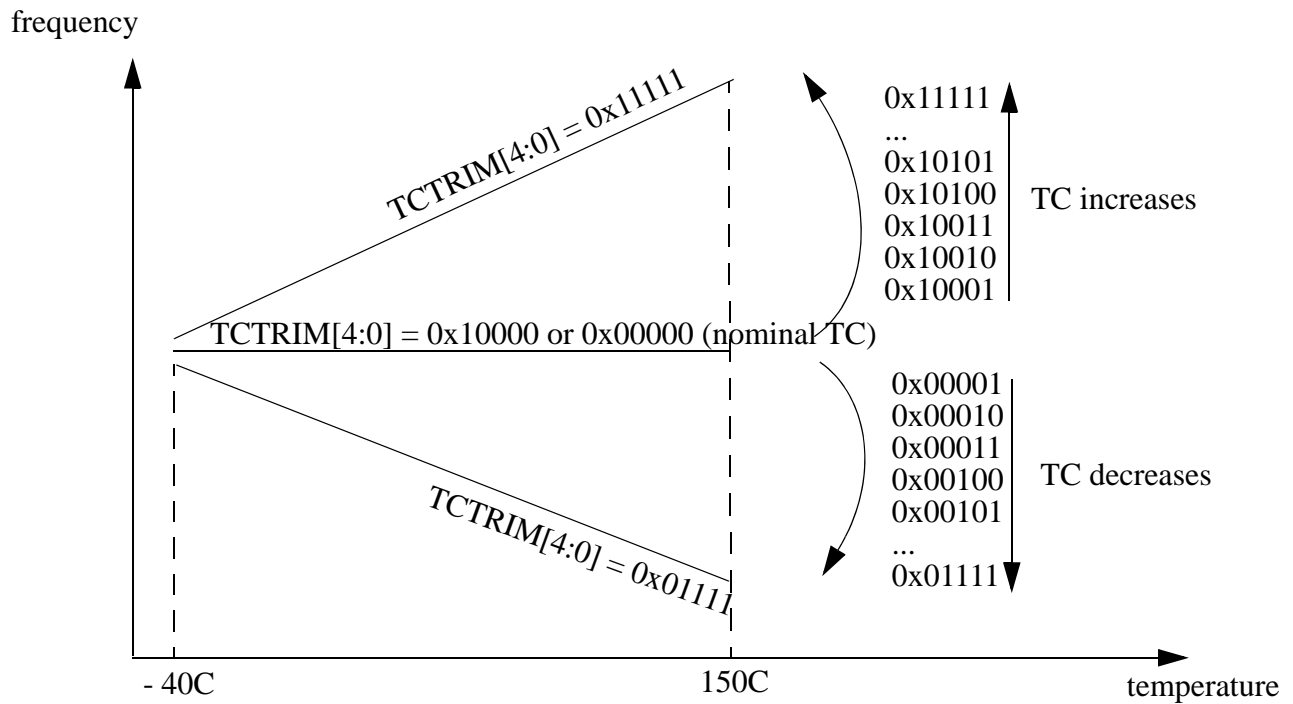 frequency
TCTRIM[4:0] = 0x11111
0x11111
...
0x10101
0x10100
0x10011
0x10010
0x10001
TC increases
TCTRIM[4:0] = 0x10000 or 0x00000 (nominal TC)
0x00001
0x00010
0x00011
0x00100
0x00101
...
0x01111
TC decreases
TCTRIM[4:0] = 0x01111
- 40C
150C
temperature